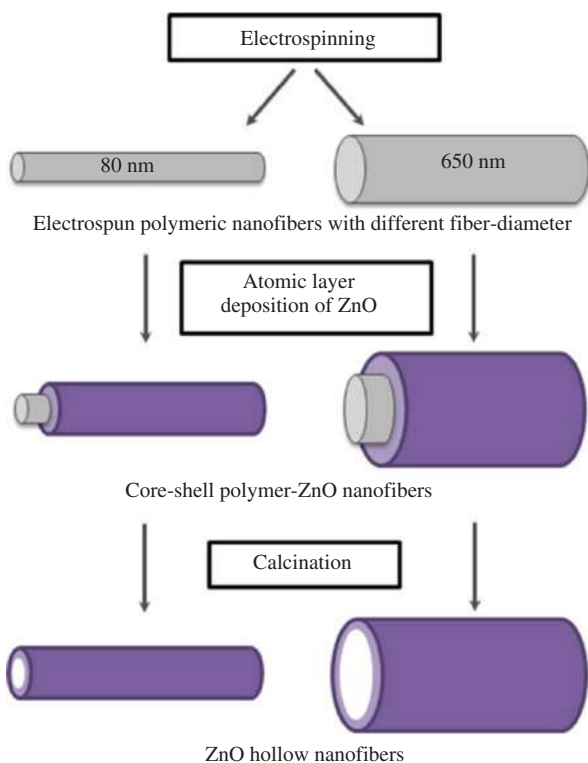 Electrospinning
80 nm
650 nm
Electrospun polymeric nanofibers with different fiber-diameter
Atomic layer
deposition of ZnO
Core-shell polymer-ZnO nanofibers
Calcination
ZnO hollow nanofibers